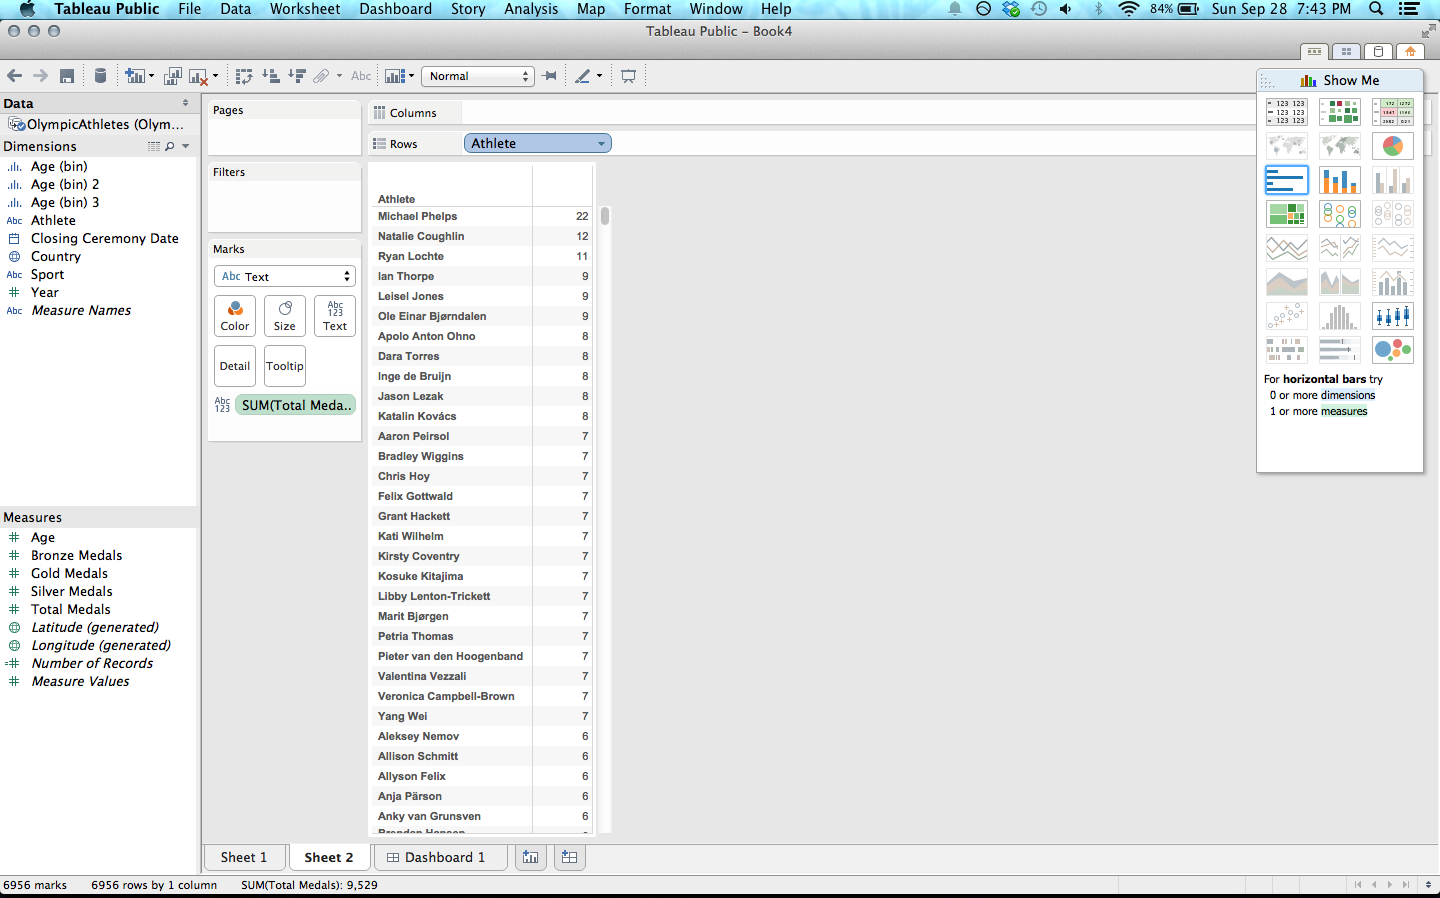 Tableau Public File Data Worksheet Dashboard Story Analysis Map Format Window Help 84% Sun Sep 28 7:43 PM
Tableau Public - Book4
Abc Normal
Show Me
Data
OlympicAthletes (Olym...
Dimensions
Age (bin)
Age (bin) 2
Age (bin) 3
Abc Athlete
Closing Ceremony Date
Country
Abc Sport
Year
Abc Measure Names
Measures
Age
Bronze Medals
Gold Medals
Silver Medals
Total Medals
Latitude (generated)
Longitude (generated)
Number of Records
Measure Values
Pages
Filters
Marks
Abc Text
Color Size Abc 123 Text
Detail Tooltip
Abc 123 SUM(Total Meda..
Columns
Rows Athlete
Athlete
Michael Phelps 22
Natalie Coughlin 12
Ryan Lochte 11
Ian Thorpe 9
Leisel Jones 9
Ole Einar Bjørndalen 9
Apolo Anton Ohno 8
Dara Torres 8
Inge de Bruijn 8
Jason Lezak 8
Katalin Kovács 8
Aaron Peirsol 7
Bradley Wiggins 7
Chris Hoy 7
Felix Gottwald 7
Grant Hackett 7
Kati Wilhelm 7
Kirsty Coventry 7
Kosuke Kitajima 7
Libby Lenton-Trickett 7
Marit Bjørgen 7
Petria Thomas 7
Pieter van den Hoogenband 7
Valentina Vezzali 7
Veronica Campbell-Brown 7
Yang Wei 7
Aleksey Nemov 6
Allison Schmitt 6
Allyson Felix 6
Anja Pärson 6
Anky van Grunsven 6
For horizontal bars try
0 or more dimensions
1 or more measures
Sheet 1 Sheet 2 Dashboard 1
6956 marks 6956 rows by 1 column SUM(Total Medals): 9,529